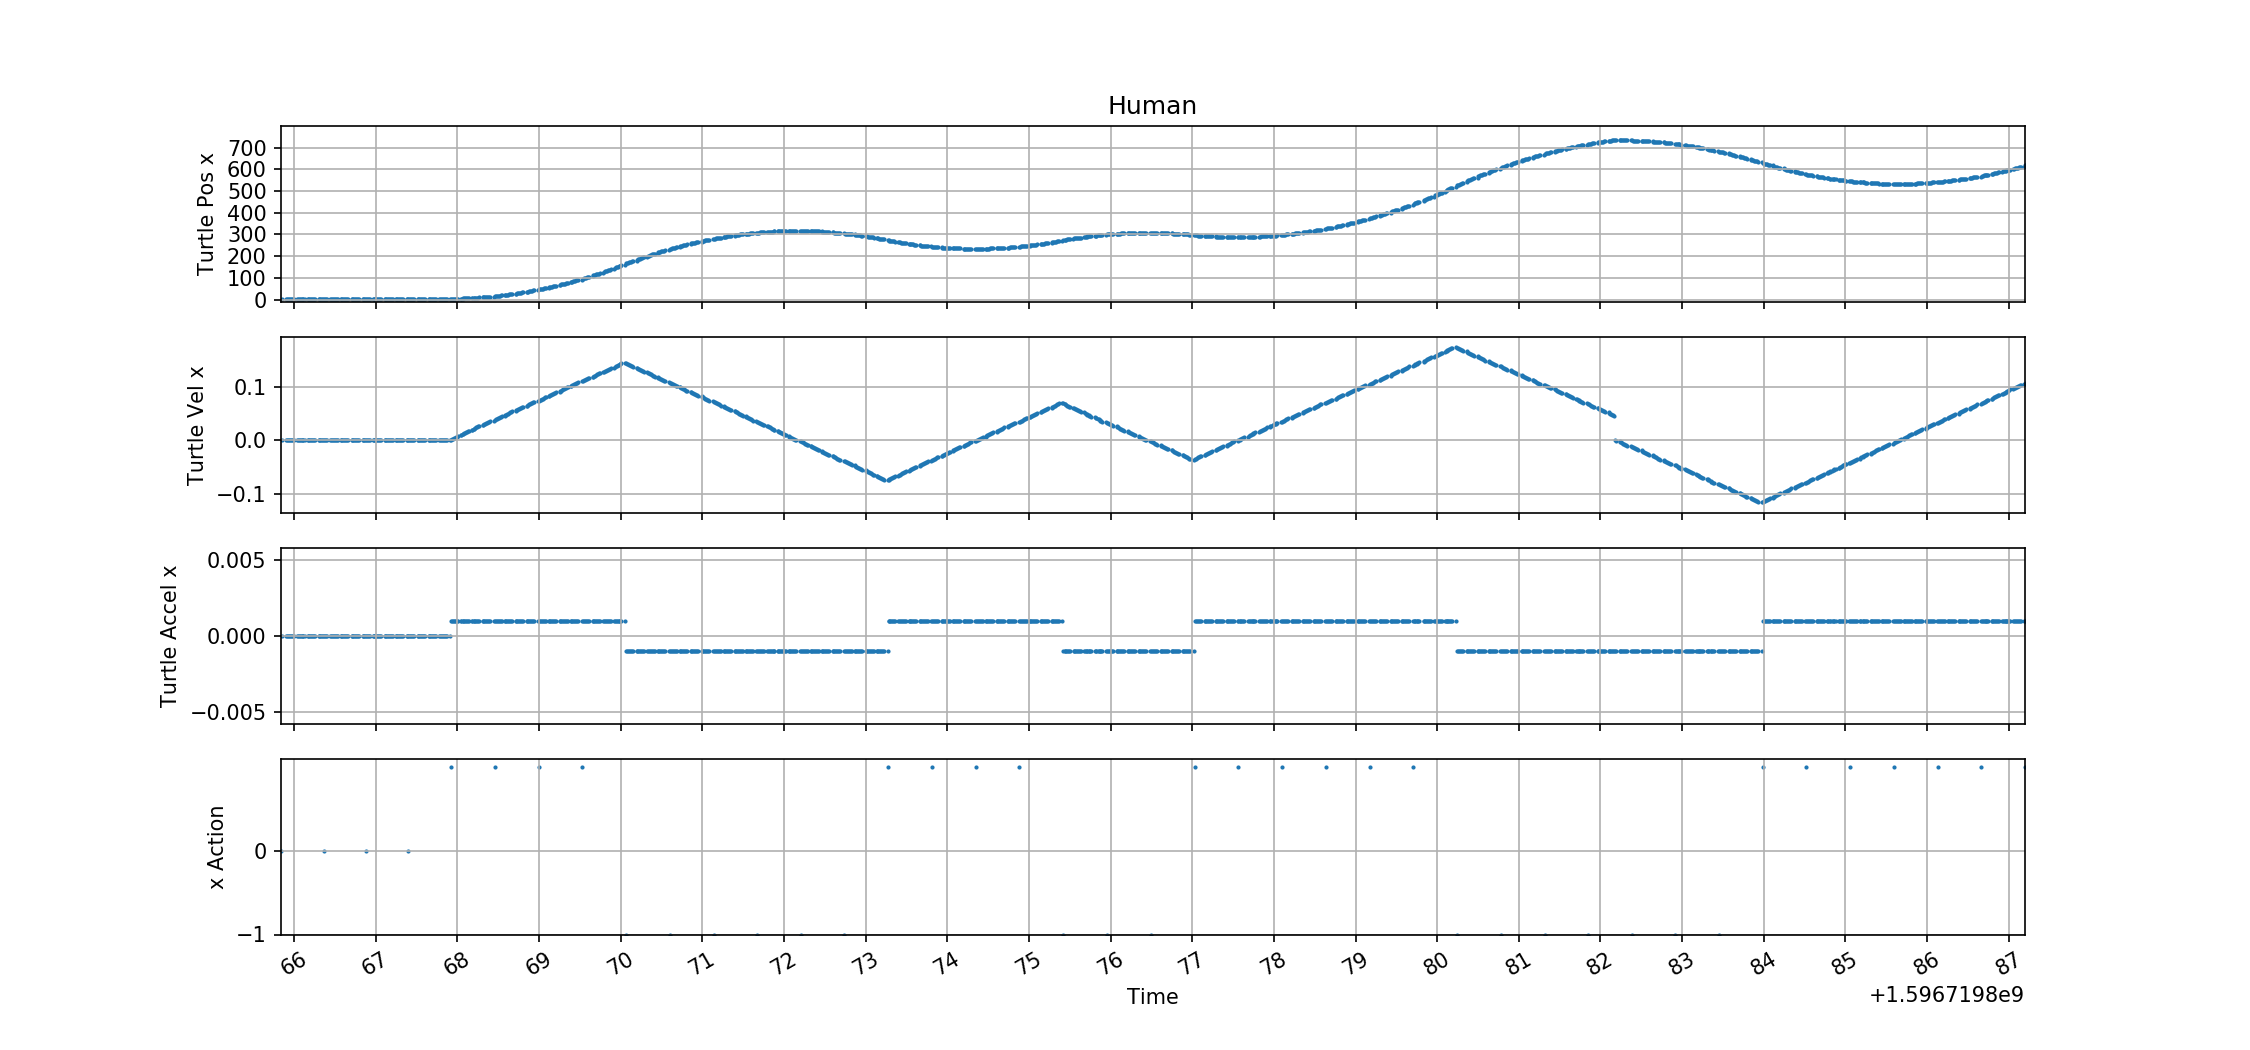 Human
Turtle Pos x
700
600
500
400
300
200
100
0
Turtle Vel x
0.1
0.0
−0.1
Turtle Accel x
0.005
0.000
−0.005
x Action
0
−1
66 67 68 69 70 71 72 73 74 75 76 77 78 79 80 81 82 83 84 85 86 87
Time
+1.5967198e9